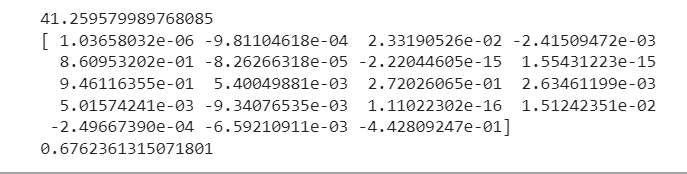 41.259579989768085
[ 1.03658032e-06 -9.81104618e-04  2.33190526e-02 -2.41509472e-03
  8.60953202e-01 -8.26266318e-05 -2.22044605e-15  1.55431223e-15
  9.46116355e-01  5.40049881e-03  2.72026065e-01  2.63461199e-03
  5.01574241e-03 -9.34076535e-03  1.11022302e-16  1.51242351e-02
 -2.49667390e-04 -6.59210911e-03 -4.42809247e-01]
0.6762361315071801